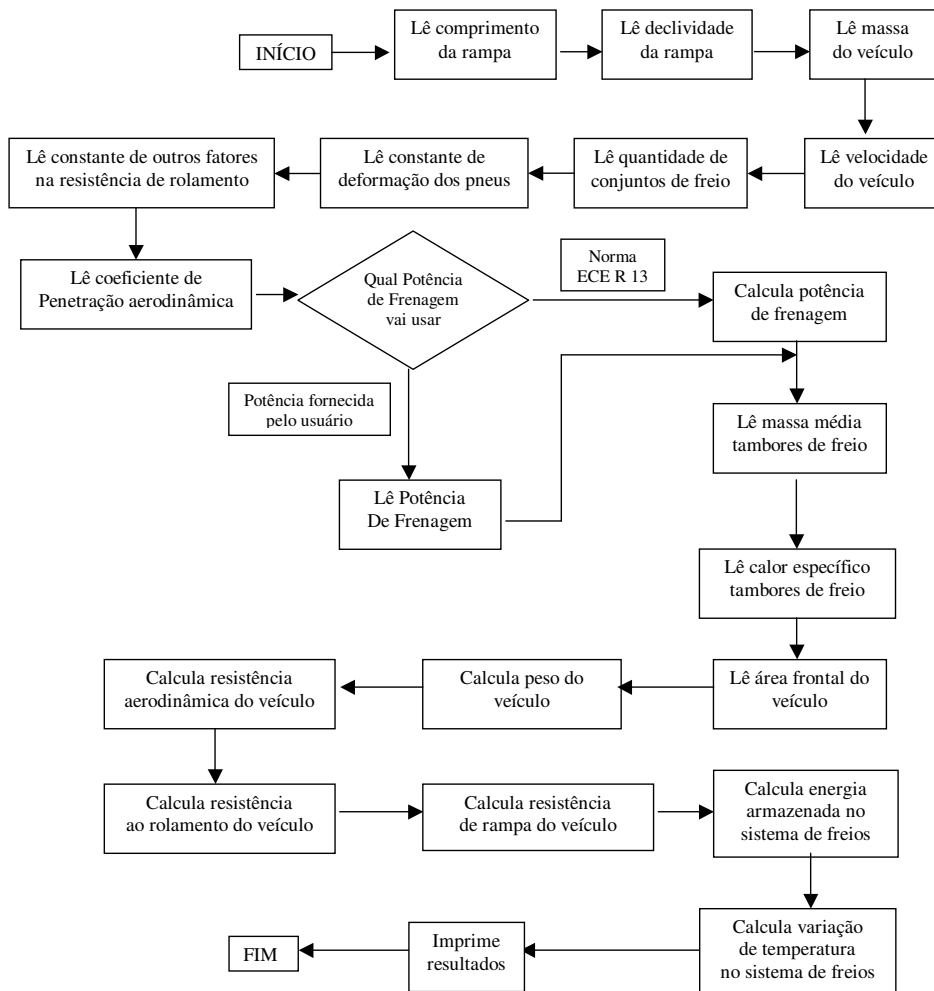 INÍCIO
Lê comprimento
da rampa
Lê declividade
da rampa
Lê massa
do veículo
Lê constante de outros fatores
na resistência de rolamento
Lê constante de
deformação dos pneus
Lê quantidade de
conjuntos de freio
Lê velocidade
do veículo
Lê coeficiente de
Penetração aerodinâmica
Qual Potência
de Frenagem
vai usar
Norma
ECE R 13
Calcula potência
de frenagem
Potência fornecida
pelo usuário
Lê massa média
tambores de freio
Lê Potência
De Frenagem
Lê calor específico
tambores de freio
Calcula resistência
aerodinâmica do veículo
Calcula peso do
veículo
Lê área frontal do
veículo
Calcula resistência
ao rolamento do veículo
Calcula resistência
de rampa do veículo
Calcula energia
armazenada no
sistema de freios
FIM
Imprime
resultados
Calcula variação
de temperatura
no sistema de freios